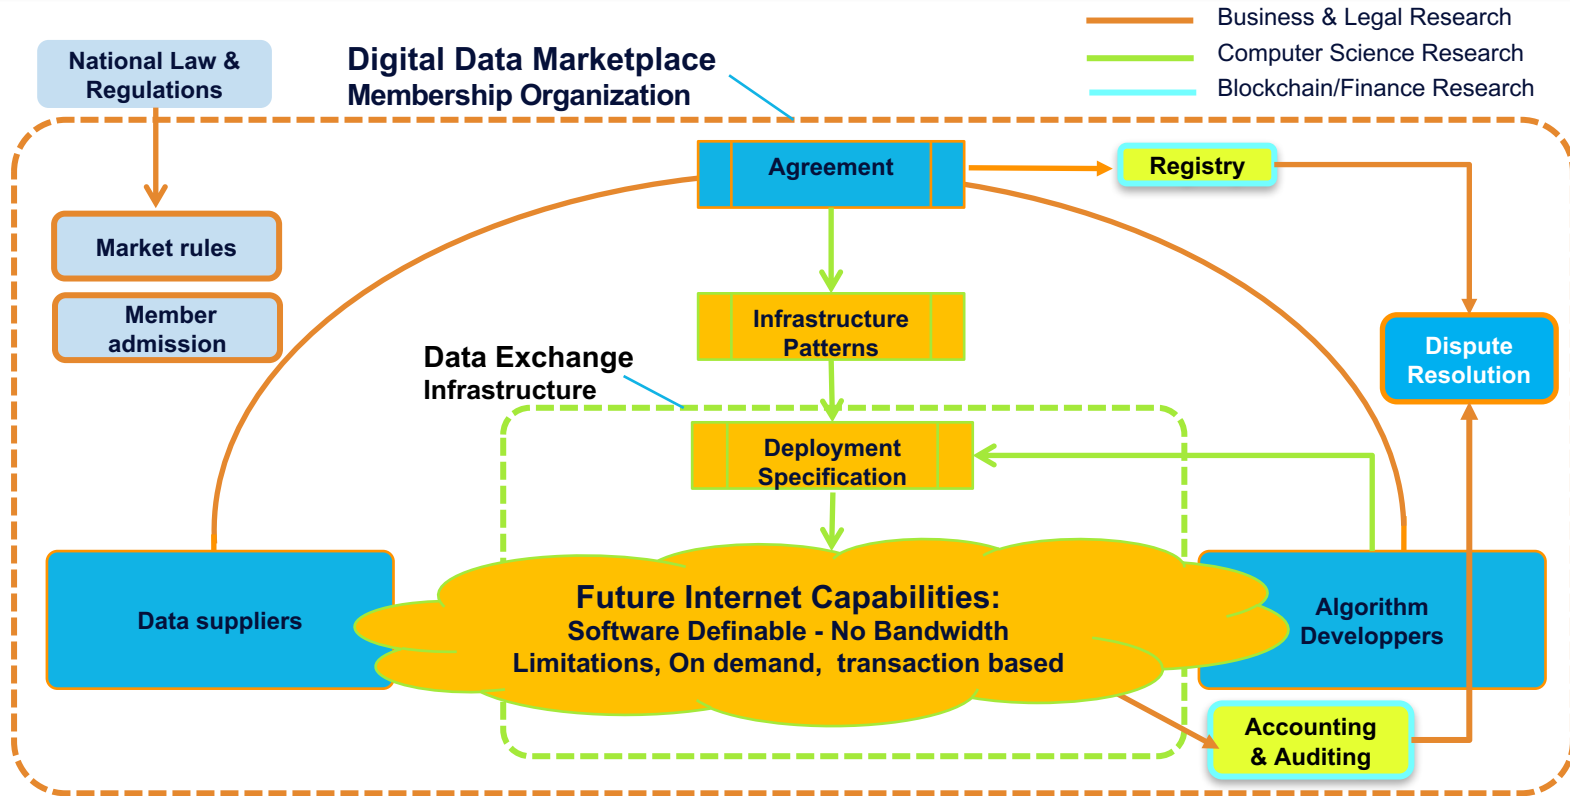 Business & Legal Research
Computer Science Research
Blockchain/Finance Research
National Law &
Regulations
Digital Data Marketplace
Membership Organization
Agreement
Registry
Market rules
Member
admission
Infrastructure
Patterns
Dispute
Resolution
Data Exchange
Infrastructure
Deployment
Specification
Data suppliers
Future Internet Capabilities:
Software Definable - No Bandwidth
Limitations, On demand, transaction based
Algorithm
Developpers
Accounting
& Auditing